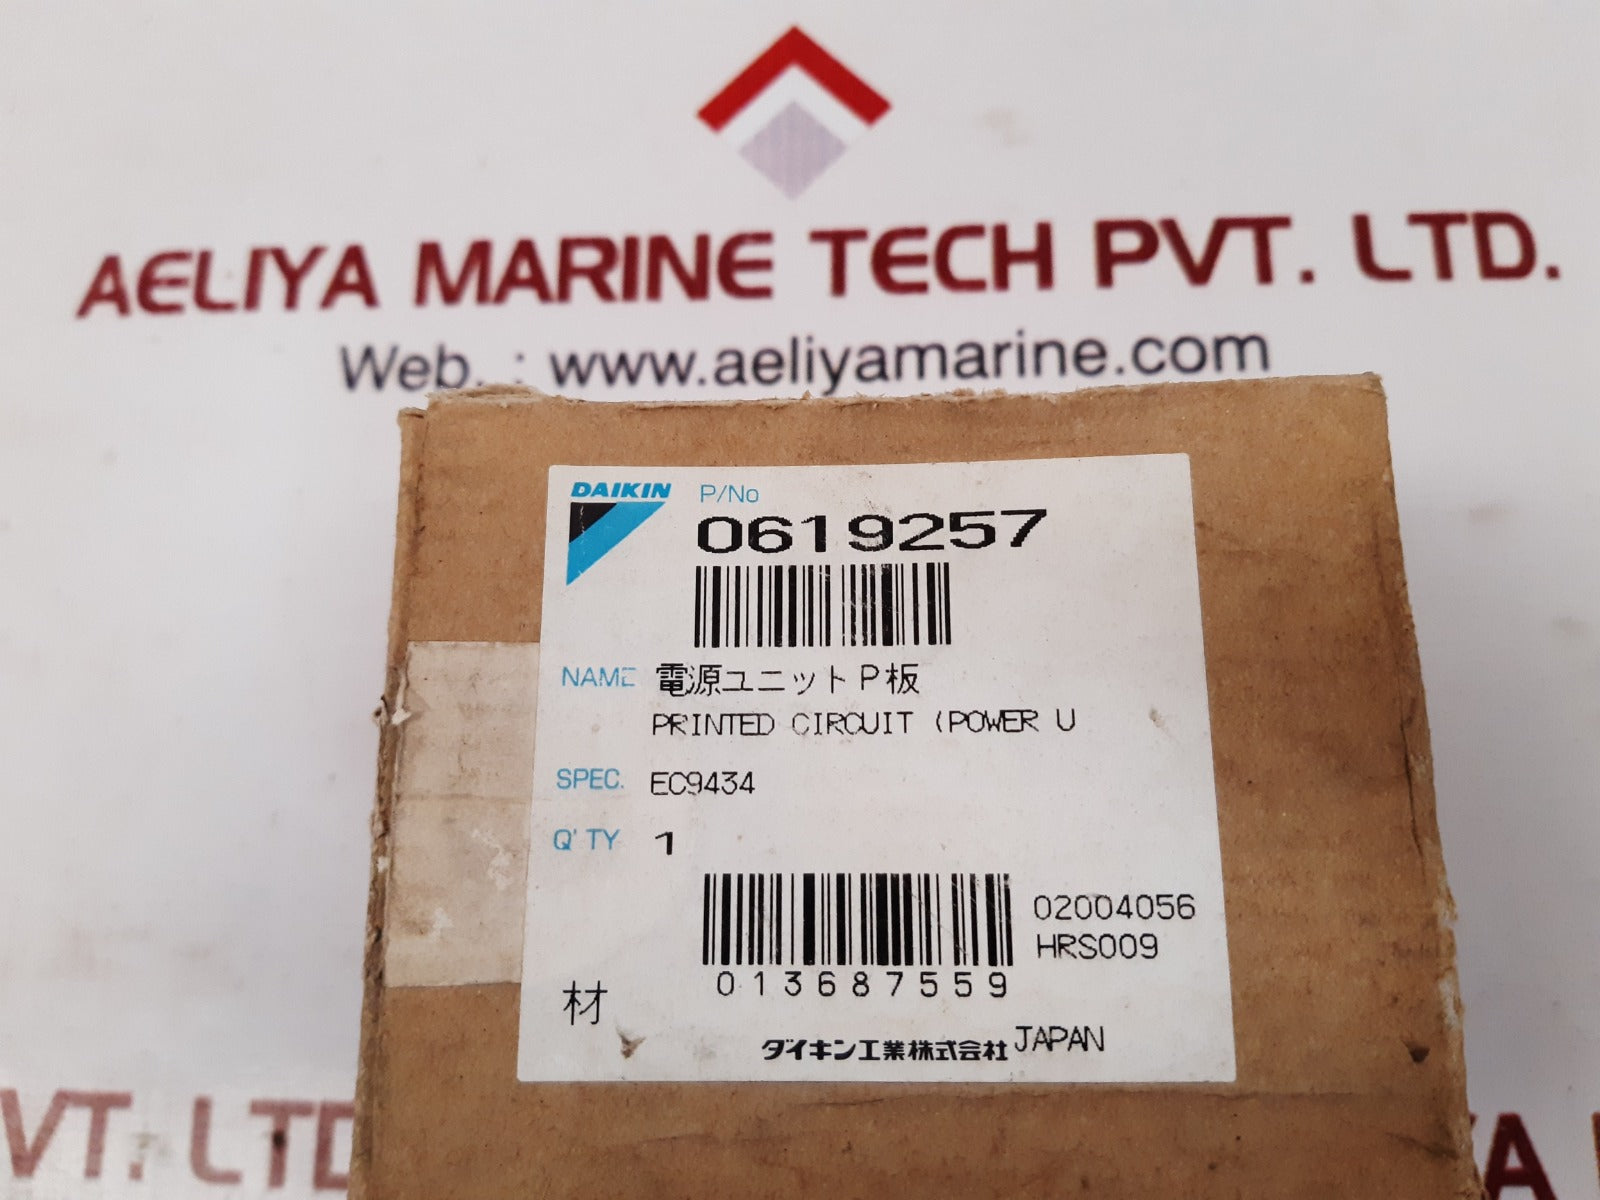 AELIYA MARINE TECH PVT. LTD.
Web. : www.aeliyamarine.com
DAIKIN P/No
0619257
NAME 電源ユニットP板
PRINTED CIRCUIT (POWER U
SPEC. EC9434
Q'TY 1
02004056
HRS009
013687559
材
ダイキン工業株式会社 JAPAN
VT. LTD